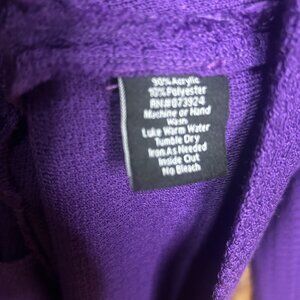 90% Acrylic
10% Polyester
RN#073924
Machine or Hand
Wash
Luke Warm Water
Tumble Dry
Iron As Needed
Inside Out
No Bleach